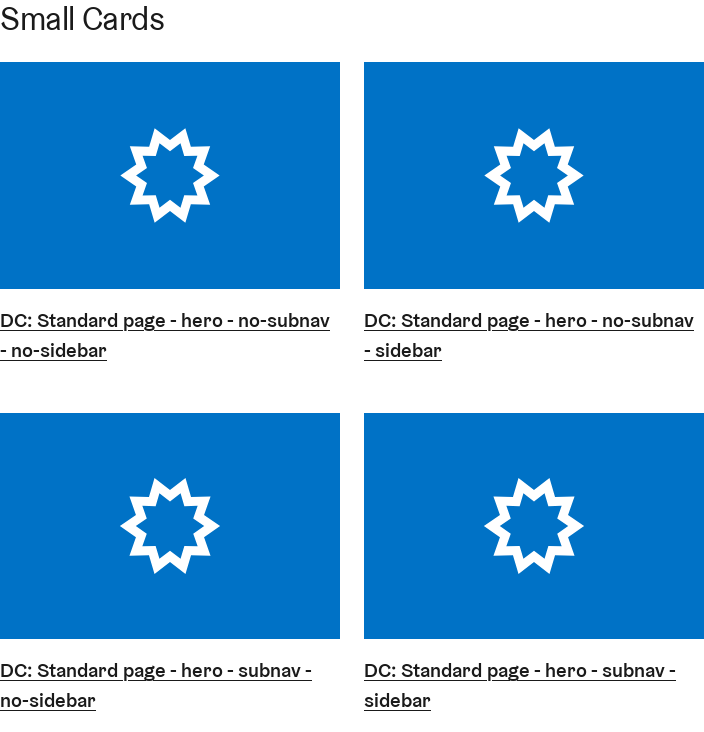 Small Cards
DC: Standard page - hero - no-subnav
- no-sidebar
DC: Standard page - hero - no-subnav
- sidebar
DC: Standard page - hero - subnav -
no-sidebar
DC: Standard page - hero - subnav -
sidebar